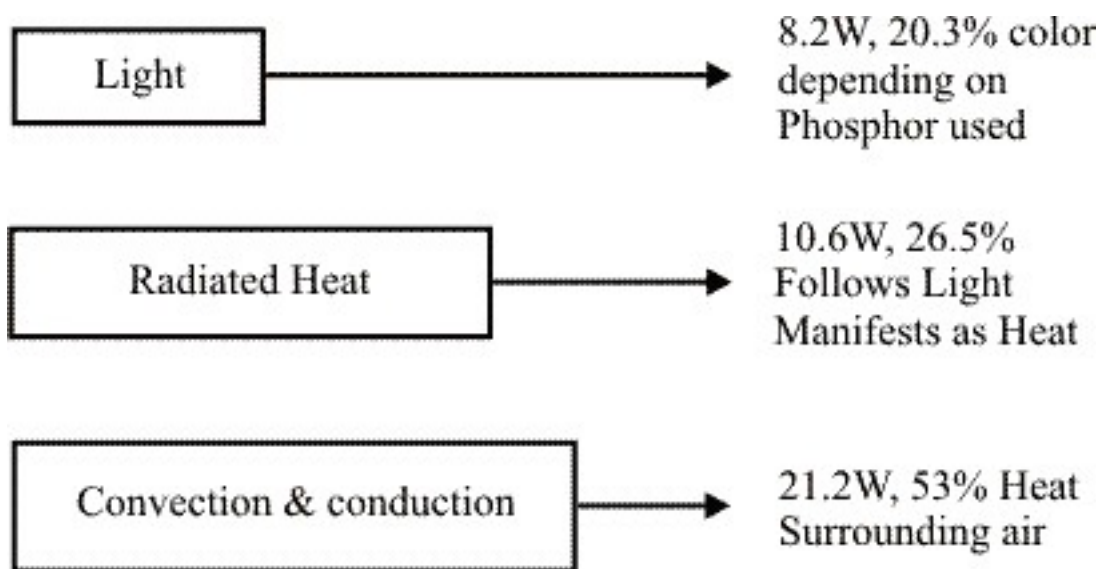 Light
8.2W, 20.3% color
depending on
Phosphor used
Radiated Heat
10.6W, 26.5%
Follows Light
Manifests as Heat
Convection & conduction
21.2W, 53% Heat
Surrounding air